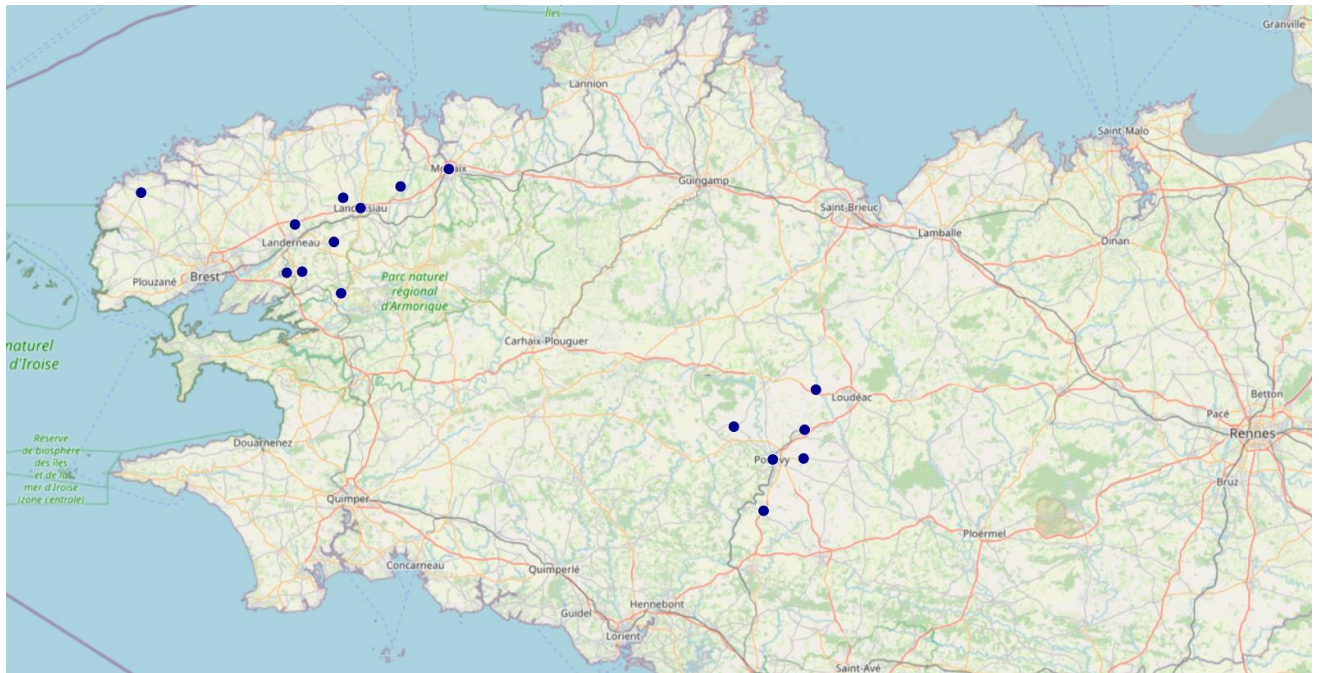 Îles
Granville
Lannion
Saint-Malo
Guingamp
Saint-Brieuc
Lamballe
Dinan
Landerneau
Brest
Plouzané
Parc naturel
régional
d'Armorique
naturel
d'Iroise
Carhaix-Plouguer
Loudéac
Betton
Pacé
Rennes
Bruz
Réserve
de biosphère
des îles
et de la
mer d'Iroise
(zone centrale)
Douarnenez
Quimper
Ploërmel
Concarneau
Quimperlé
Guidel
Hennebont
Lorient
Saint-Avé